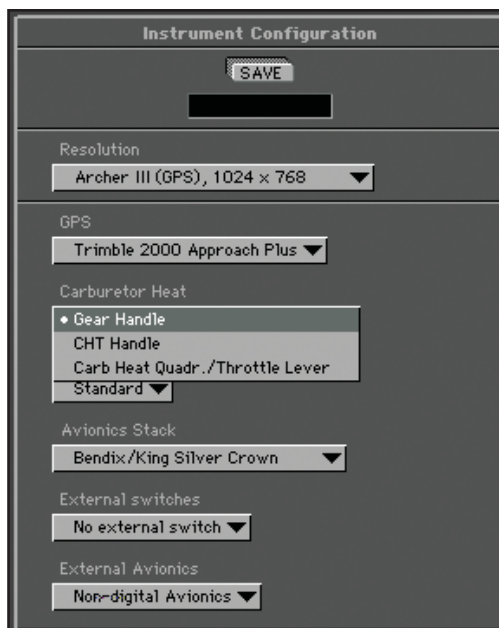 Instrument Configuration
SAVE
Resolution
Archer III (GPS), 1024 × 768
GPS
Trimble 2000 Approach Plus
Carburetor Heat
• Gear Handle
CHT Handle
Carb Heat Quadr./Throttle Lever
Standard
Avionics Stack
Bendix/King Silver Crown
External switches
No external switch
External Avionics
Non-digital Avionics